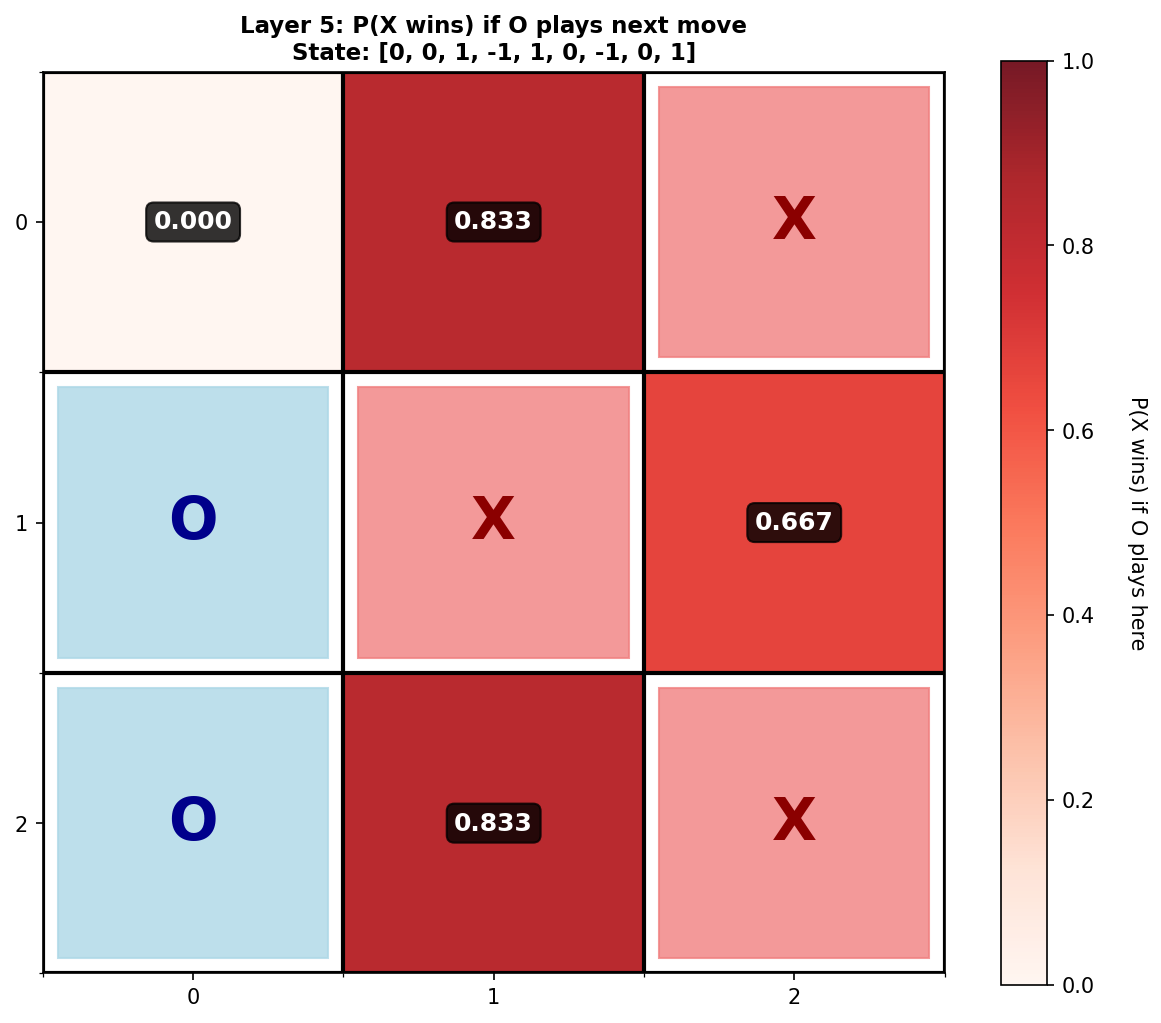 Layer 5: P(X wins) if O plays next move
State: [0, 0, 1, -1, 1, 0, -1, 0, 1]
0 0.000 0.833 X
1 O X 0.667
2 O 0.833 X
0 1 2
1.0
0.8
0.6
0.4
0.2
0.0
P(X wins) if O plays here